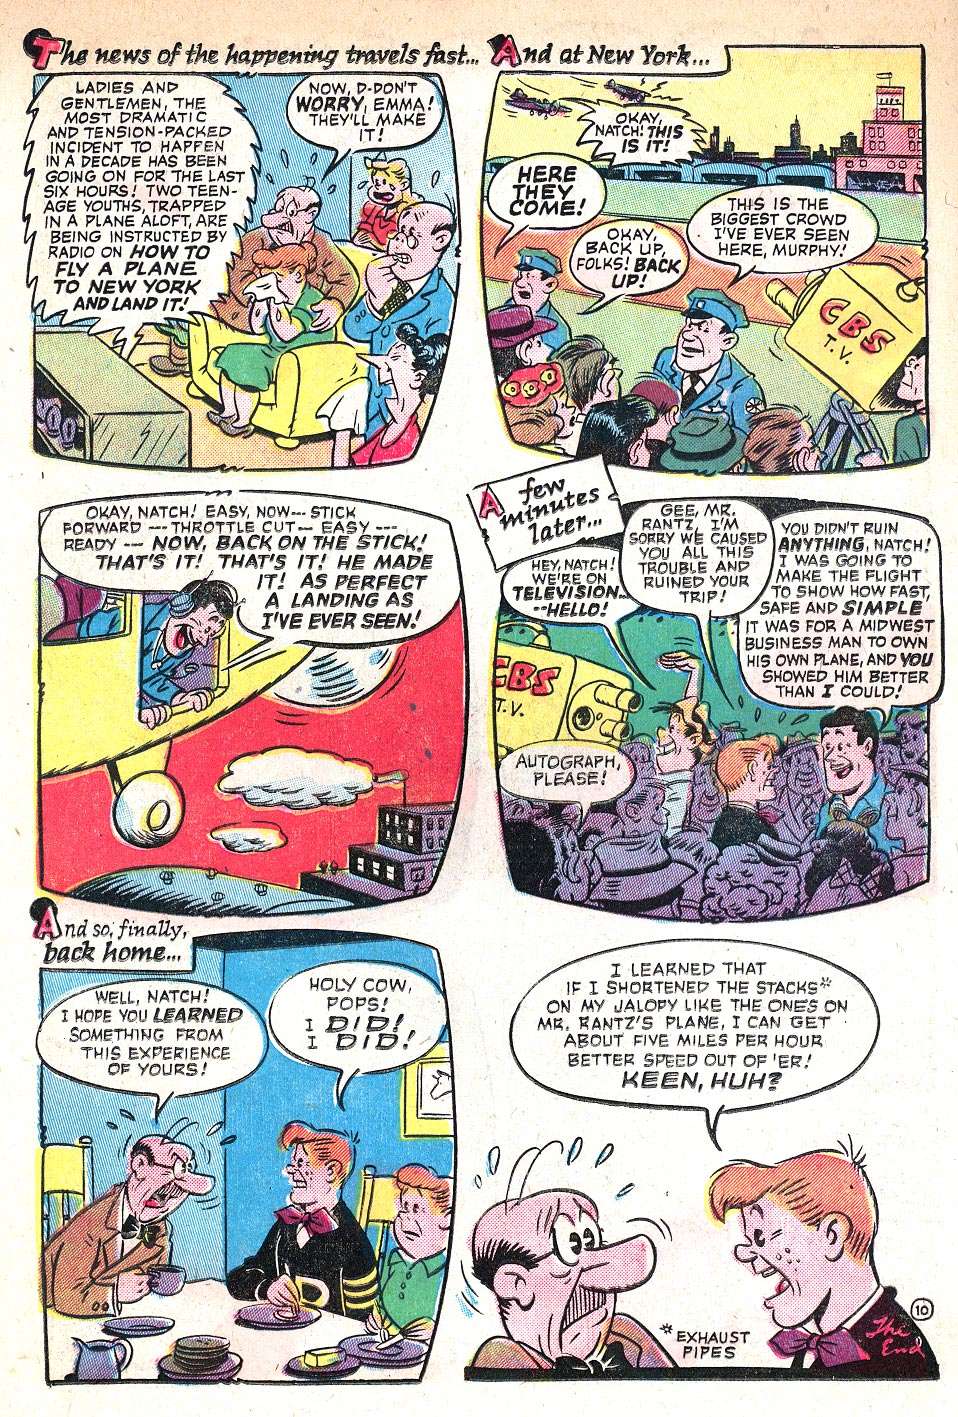 The news of the happening travels fast...
LADIES AND
GENTLEMEN, THE
MOST DRAMATIC
AND TENSION-PACKED
INCIDENT TO HAPPEN
IN A DECADE HAS BEEN
GOING ON FOR THE LAST
SIX HOURS! TWO TEEN-
AGE YOUTHS, TRAPPED
IN A PLANE ALOFT, ARE
BEING INSTRUCTED BY
RADIO ON HOW TO
FLY A PLANE
TO NEW YORK
AND LAND IT!
NOW, D-DON'T
WORRY, EMMA!
THEY'LL MAKE
IT!
And at New York...
OKAY,
NATCH! THIS
IS IT!
HERE
THEY
COME!
OKAY,
BACK UP,
FOLKS! BACK
UP!
THIS IS THE
BIGGEST CROWD
I'VE EVER SEEN
HERE, MURPHY!
CBS
T.V.
OKAY, NATCH! EASY, NOW--- STICK
FORWARD --- THROTTLE CUT-- EASY ---
READY -- NOW, BACK ON THE STICK!
THAT'S IT! THAT'S IT! HE MADE
IT! AS PERFECT
A LANDING AS
I'VE EVER SEEN!
A few
minutes
later...
HEY, NATCH!
WE'RE ON
TELEVISION...
--HELLO!
GEE, MR.
RANTZ, I'M
SORRY WE CAUSED
YOU ALL THIS
TROUBLE AND
RUINED YOUR
TRIP!
YOU DIDN'T RUIN
ANYTHING, NATCH!
I WAS GOING TO
MAKE THE FLIGHT
TO SHOW HOW FAST,
SAFE AND SIMPLE
IT WAS FOR A MIDWEST
BUSINESS MAN TO OWN
HIS OWN PLANE, AND YOU
SHOWED HIM BETTER
THAN I COULD!
CBS
T.V.
AUTOGRAPH,
PLEASE!
And so, finally,
back home...
WELL, NATCH!
I HOPE YOU LEARNED
SOMETHING FROM
THIS EXPERIENCE
OF YOURS!
HOLY COW,
POPS!
I DID!
I DID!
I LEARNED THAT
IF I SHORTENED THE STACKS*
ON MY JALOPY LIKE THE ONES ON
MR. RANTZ'S PLANE, I CAN GET
ABOUT FIVE MILES PER HOUR
BETTER SPEED OUT OF 'ER!
KEEN, HUH?
*EXHAUST
PIPES
10
The
End